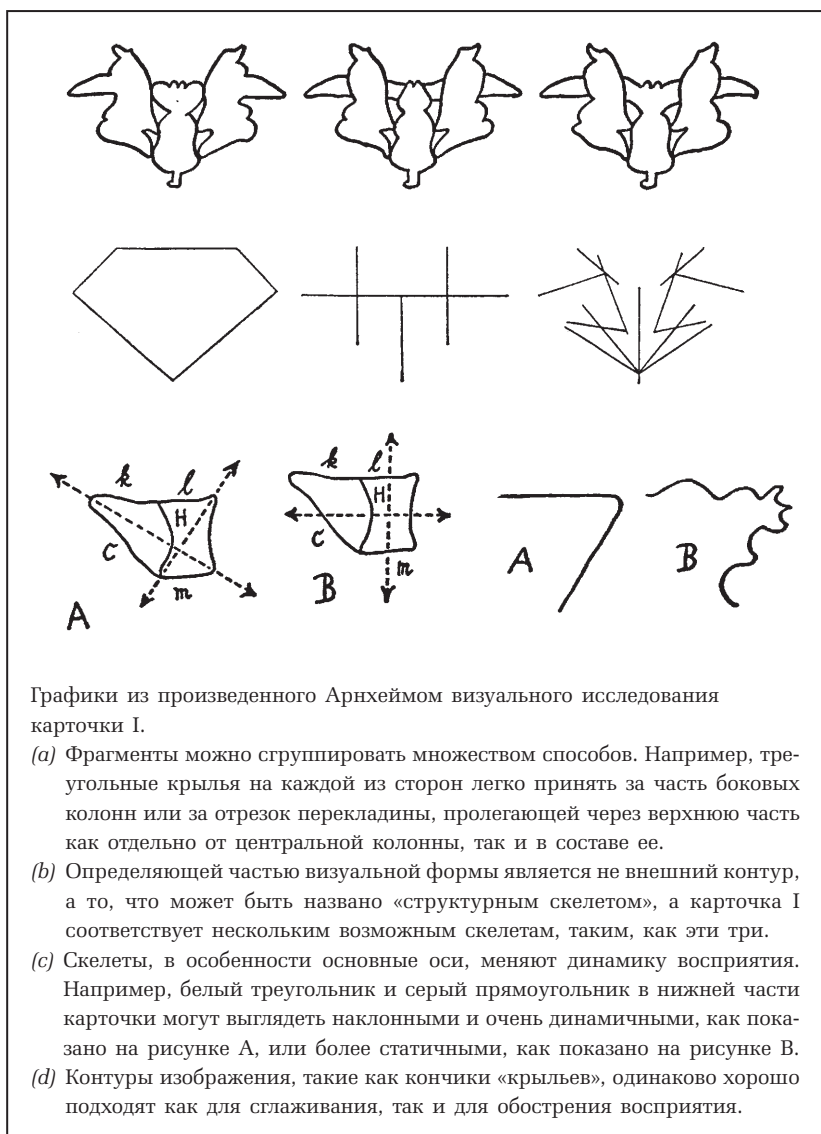 k
l
H
C
m
A
k
l
H
C
m
B
A
B
Графики из произведенного Арнхеймом визуального исследования
карточки I.
(a) Фрагменты можно сгруппировать множеством способов. Например, тре-
угольные крылья на каждой из сторон легко принять за часть боковых
колонн или за отрезок перекладины, пролегающей через верхнюю часть
как отдельно от центральной колонны, так и в составе ее.
(b) Определяющей частью визуальной формы является не внешний контур,
а то, что может быть названо «структурным скелетом», а карточка I
соответствует нескольким возможным скелетам, таким, как эти три.
(c) Скелеты, в особенности основные оси, меняют динамику восприятия.
Например, белый треугольник и серый прямоугольник в нижней части
карточки могут выглядеть наклонными и очень динамичными, как пока-
зано на рисунке А, или более статичными, как показано на рисунке В.
(d) Контуры изображения, такие как кончики «крыльев», одинаково хорошо
подходят как для сглаживания, так и для обострения восприятия.